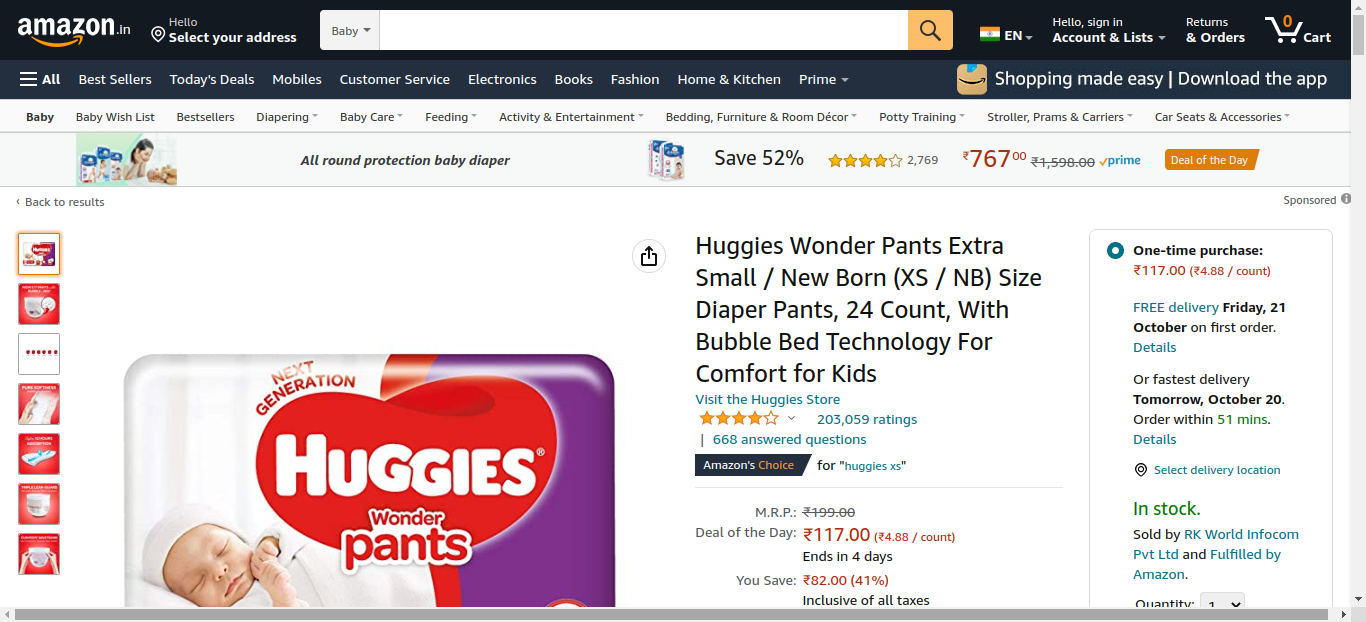 amazon.in
Hello
Select your address
Baby
EN
Hello, sign in
Account & Lists
Returns
& Orders
0
Cart
All
Best Sellers
Today's Deals
Mobiles
Customer Service
Electronics
Books
Fashion
Home & Kitchen
Prime
Shopping made easy | Download the app
Baby
Baby Wish List
Bestsellers
Diapering
Baby Care
Feeding
Activity & Entertainment
Bedding, Furniture & Room Décor
Potty Training
Stroller, Prams & Carriers
Car Seats & Accessories
All round protection baby diaper
Save 52%
2,769
₹76700
₹1,598.00
prime
Deal of the Day
‹ Back to results
Sponsored
NEXT
GENERATION
HUGGIES®
Wonder
pants
Huggies Wonder Pants Extra
Small / New Born (XS / NB) Size
Diaper Pants, 24 Count, With
Bubble Bed Technology For
Comfort for Kids
Visit the Huggies Store
203,059 ratings
| 668 answered questions
Amazon's Choice for "huggies xs"
M.R.P.: ₹199.00
Deal of the Day: ₹117.00 (₹4.88 / count)
Ends in 4 days
You Save: ₹82.00 (41%)
Inclusive of all taxes
One-time purchase:
₹117.00 (₹4.88 / count)
FREE delivery Friday, 21
October on first order.
Details
Or fastest delivery
Tomorrow, October 20.
Order within 51 mins.
Details
Select delivery location
In stock.
Sold by RK World Infocom
Pvt Ltd and Fulfilled by
Amazon.
Quantity: 1